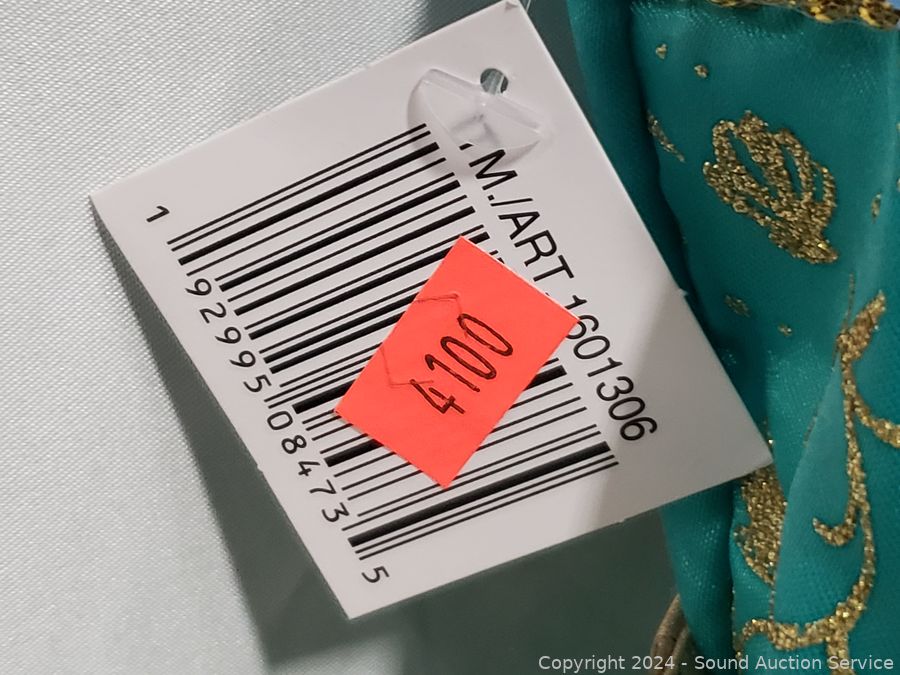 1 92995 08473 5
M./ART. 1601306
4100
Copyright 2024 - Sound Auction Service